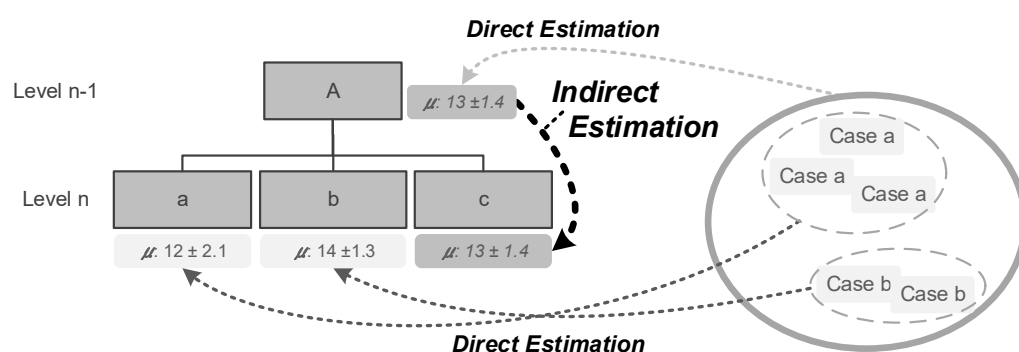 Direct Estimation
Level n-1
A
μ: 13 ±1.4
Indirect
Estimation
Case a
Case a
Case a
Level n
a
b
c
μ: 12 ± 2.1
μ: 14 ±1.3
μ: 13 ± 1.4
Case b
Case b
Direct Estimation